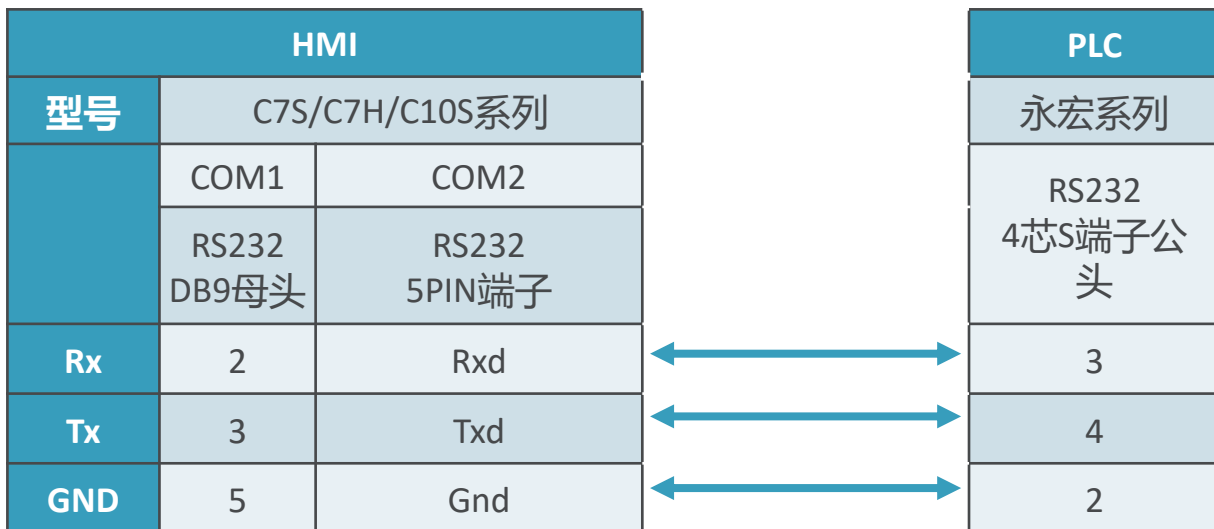 HMI
PLC
型号
C7S/C7H/C10S系列
永宏系列
COM1
COM2
RS232
4芯S端子公
头
RS232
DB9母头
RS232
5PIN端子
Rx
2
Rxd
3
Tx
3
Txd
4
GND
5
Gnd
2